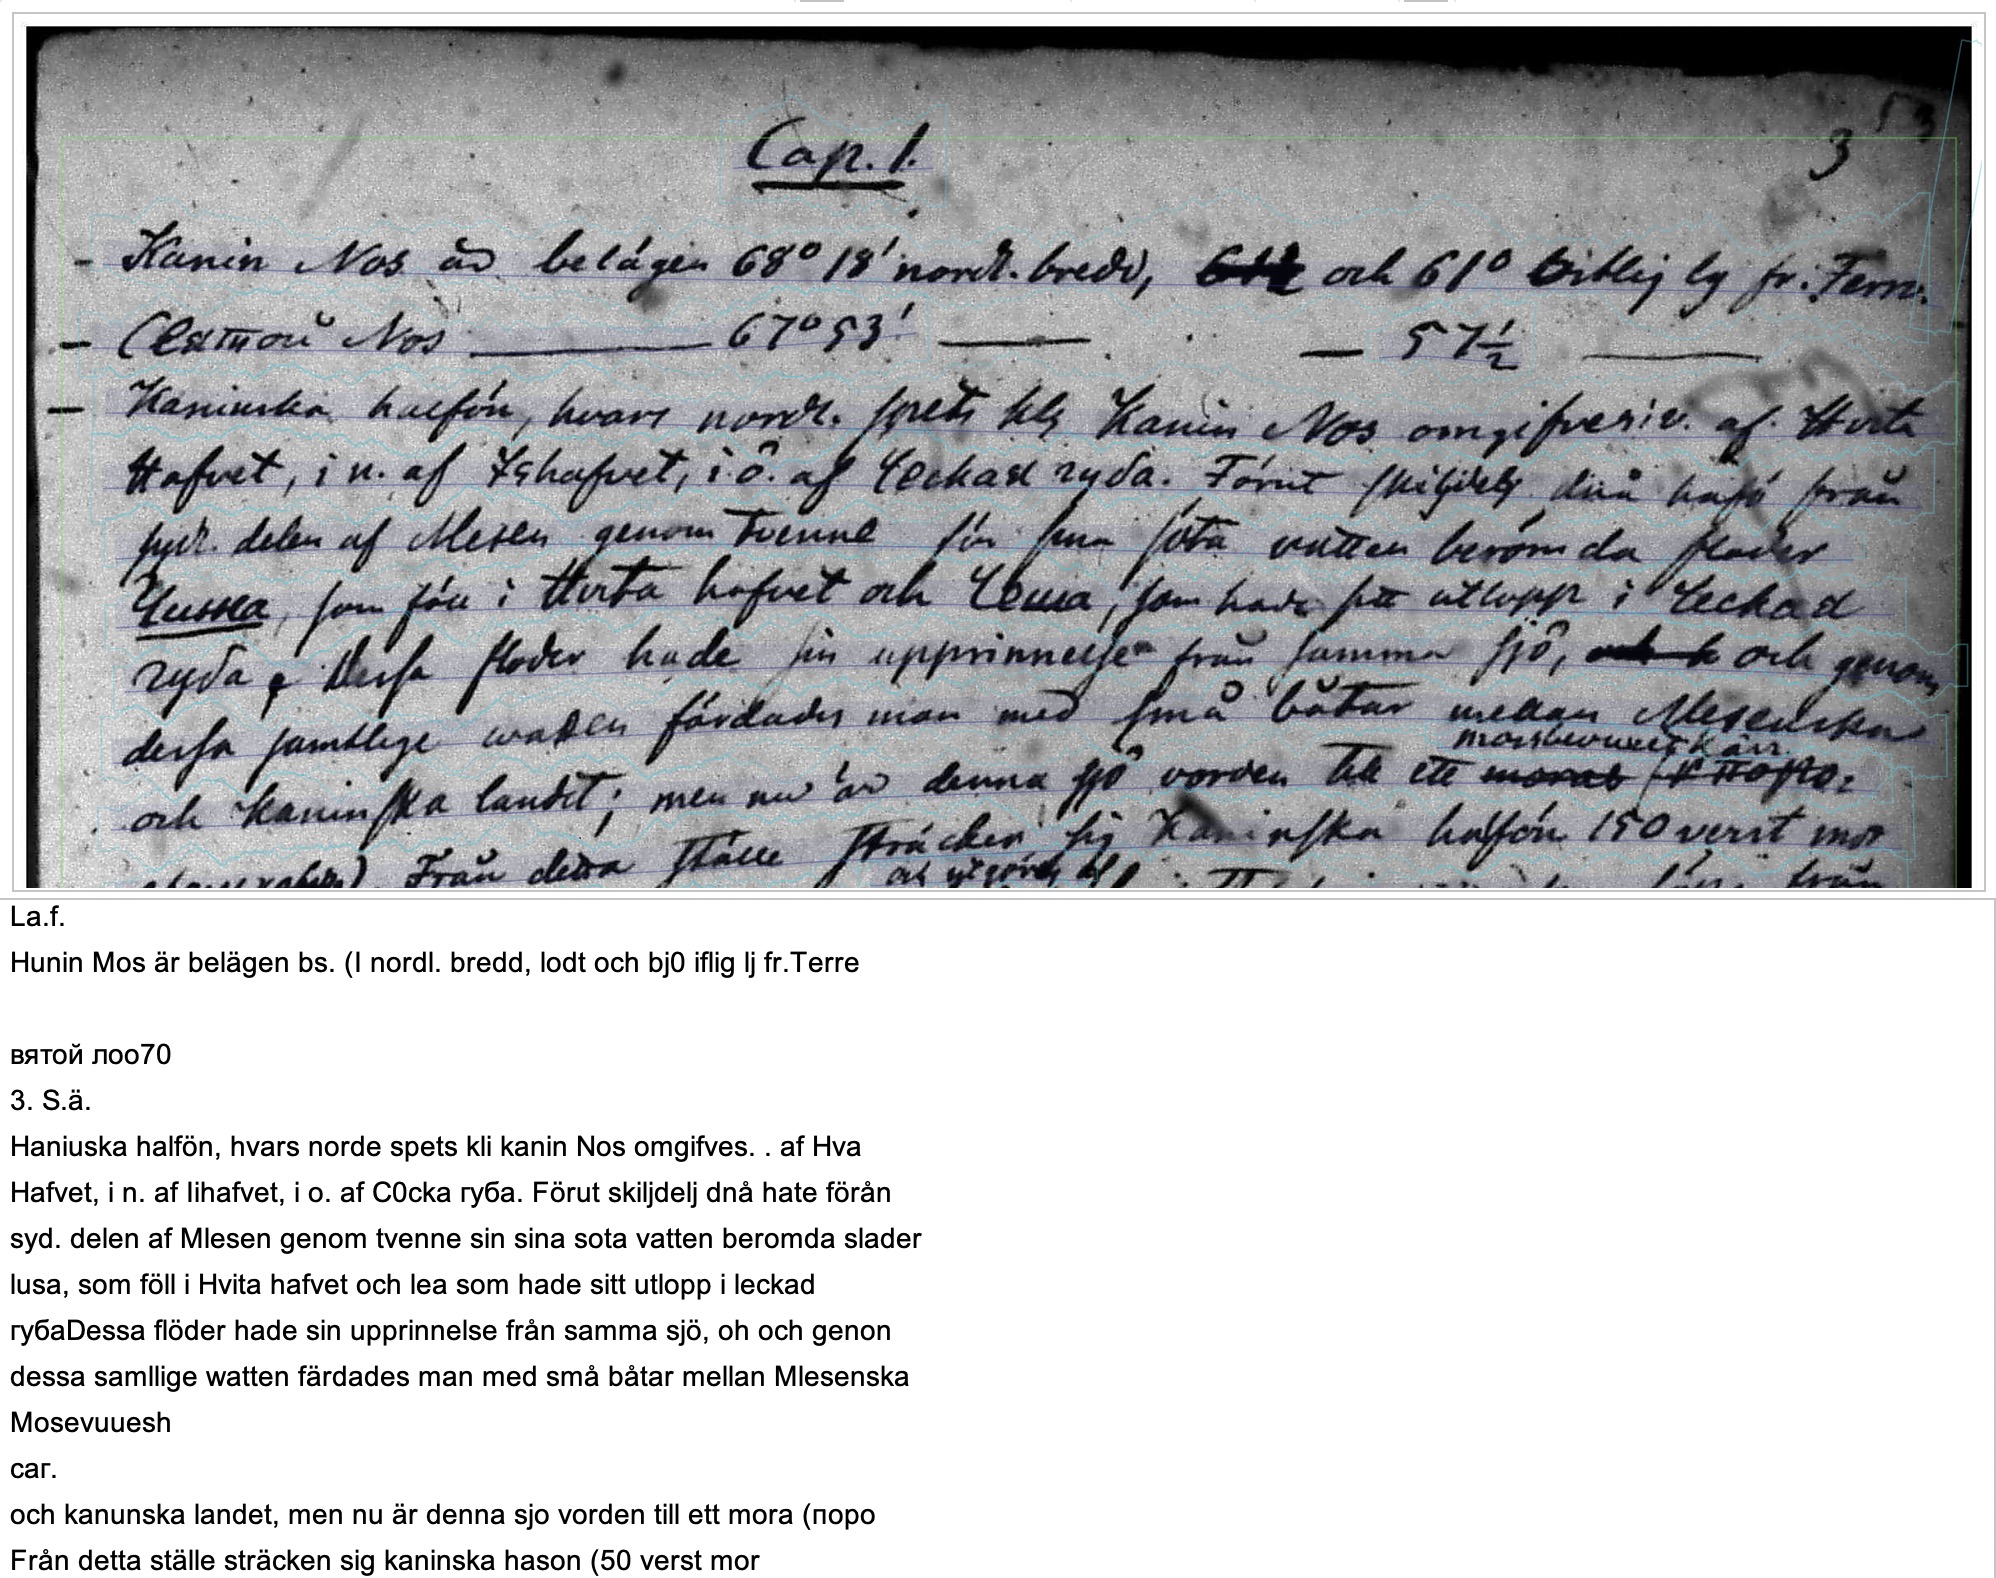 Cap. 1.
3
53
- Kanin Nos är belägen 68° 18' nordl. bredd, och 61° östlig lg fr. Ferro.
- Святой Nos ——— 67° 53' ——— — 57½ ———
- Kaninska halfön, hvars nordl. spets Kanin Nos omgifves i v. af Hvita
Hafvet, i n. af Ishafvet, i ö. af Ческая губа. Förut skiljdes från
syd. delen af Mesen genom tvenne för sina söta vatten berömda floder
Чижа, som föll i Hvita hafvet och Чеша, som hade sitt utlopp i Ческая
губа. Dessa floder hade sin upprinnelse från samma sjö, och genom
dessa samtlige watten färdades man med små båtar mellan Mesenska
mossbevuxet kärr
och Kaninska landet; men nu är denna sjö vorden till ett moras
Från detta ställe sträcker sig Kaninska halfön 150 verst mot
La.f.
Hunin Mos är belägen bs. (I nordl. bredd, lodt och bj0 iflig lj fr.Terre
вятой лоо70
3. S.ä.
Haniuska halfön, hvars norde spets kli kanin Nos omgifves. . af Hva
Hafvet, i n. af Iihafvet, i o. af C0cka губа. Förut skiljdelj dnå hate förån
syd. delen af Mlesen genom tvenne sin sina sota vatten beromda slader
lusa, som föll i Hvita hafvet och lea som hade sitt utlopp i leckad
губаDessa flöder hade sin upprinnelse från samma sjö, oh och genon
dessa samllige watten färdades man med små båtar mellan Mlesenska
Mosevuuesh
car.
och kanunska landet, men nu är denna sjo vorden till ett mora (поро
Från detta ställe sträcken sig kaninska hason (50 verst mor